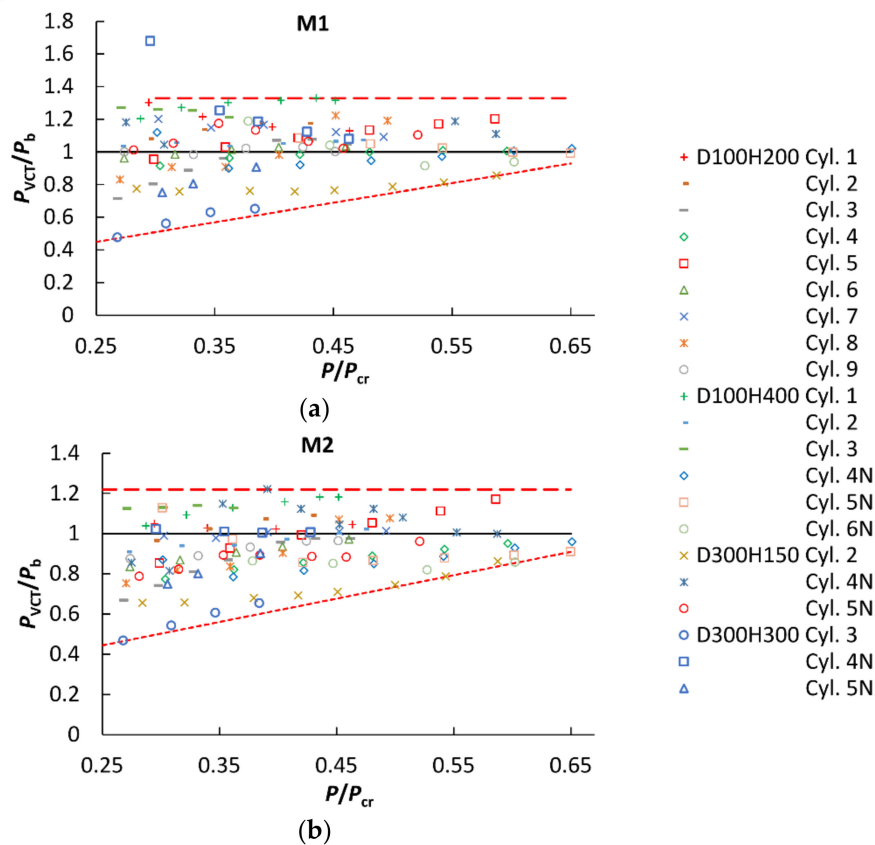 M1
1.8
1.6
1.4
1.2
1
0.8
0.6
0.4
0.2
0
P_VCT/P_b
0.25 0.35 0.45 0.55 0.65
P/P_cr
(a)
M2
1.4
1.2
1
0.8
0.6
0.4
0.2
0
P_VCT/P_b
0.25 0.35 0.45 0.55 0.65
P/P_cr
(b)
D100H200 Cyl. 1
Cyl. 2
Cyl. 3
Cyl. 4
Cyl. 5
Cyl. 6
Cyl. 7
Cyl. 8
Cyl. 9
D100H400 Cyl. 1
Cyl. 2
Cyl. 3
Cyl. 4N
Cyl. 5N
Cyl. 6N
D300H150 Cyl. 2
Cyl. 4N
Cyl. 5N
D300H300 Cyl. 3
Cyl. 4N
Cyl. 5N